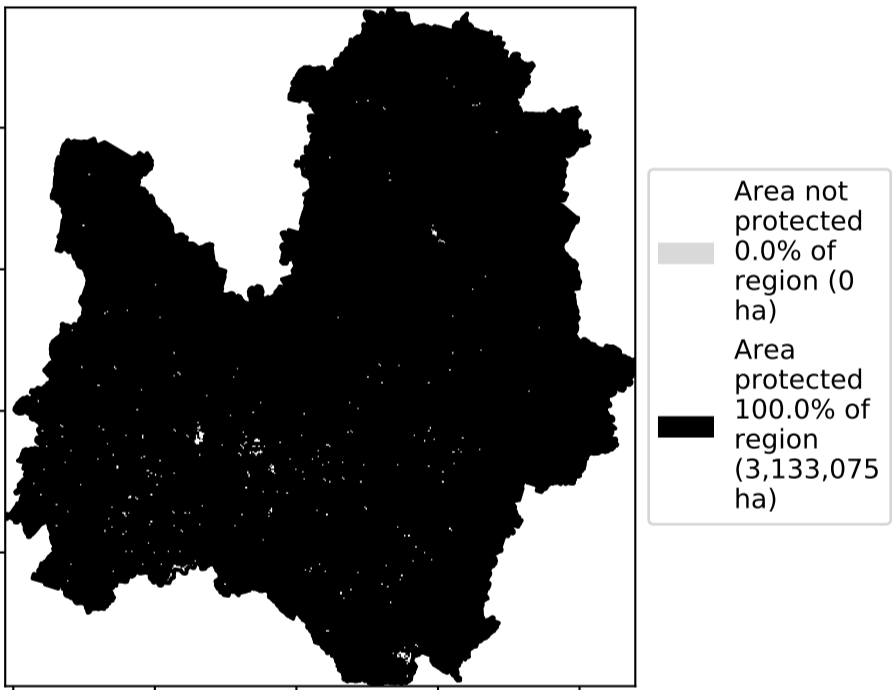 Area not
protected
0.0% of
region (0
ha)
Area
protected
100.0% of
region
(3,133,075
ha)